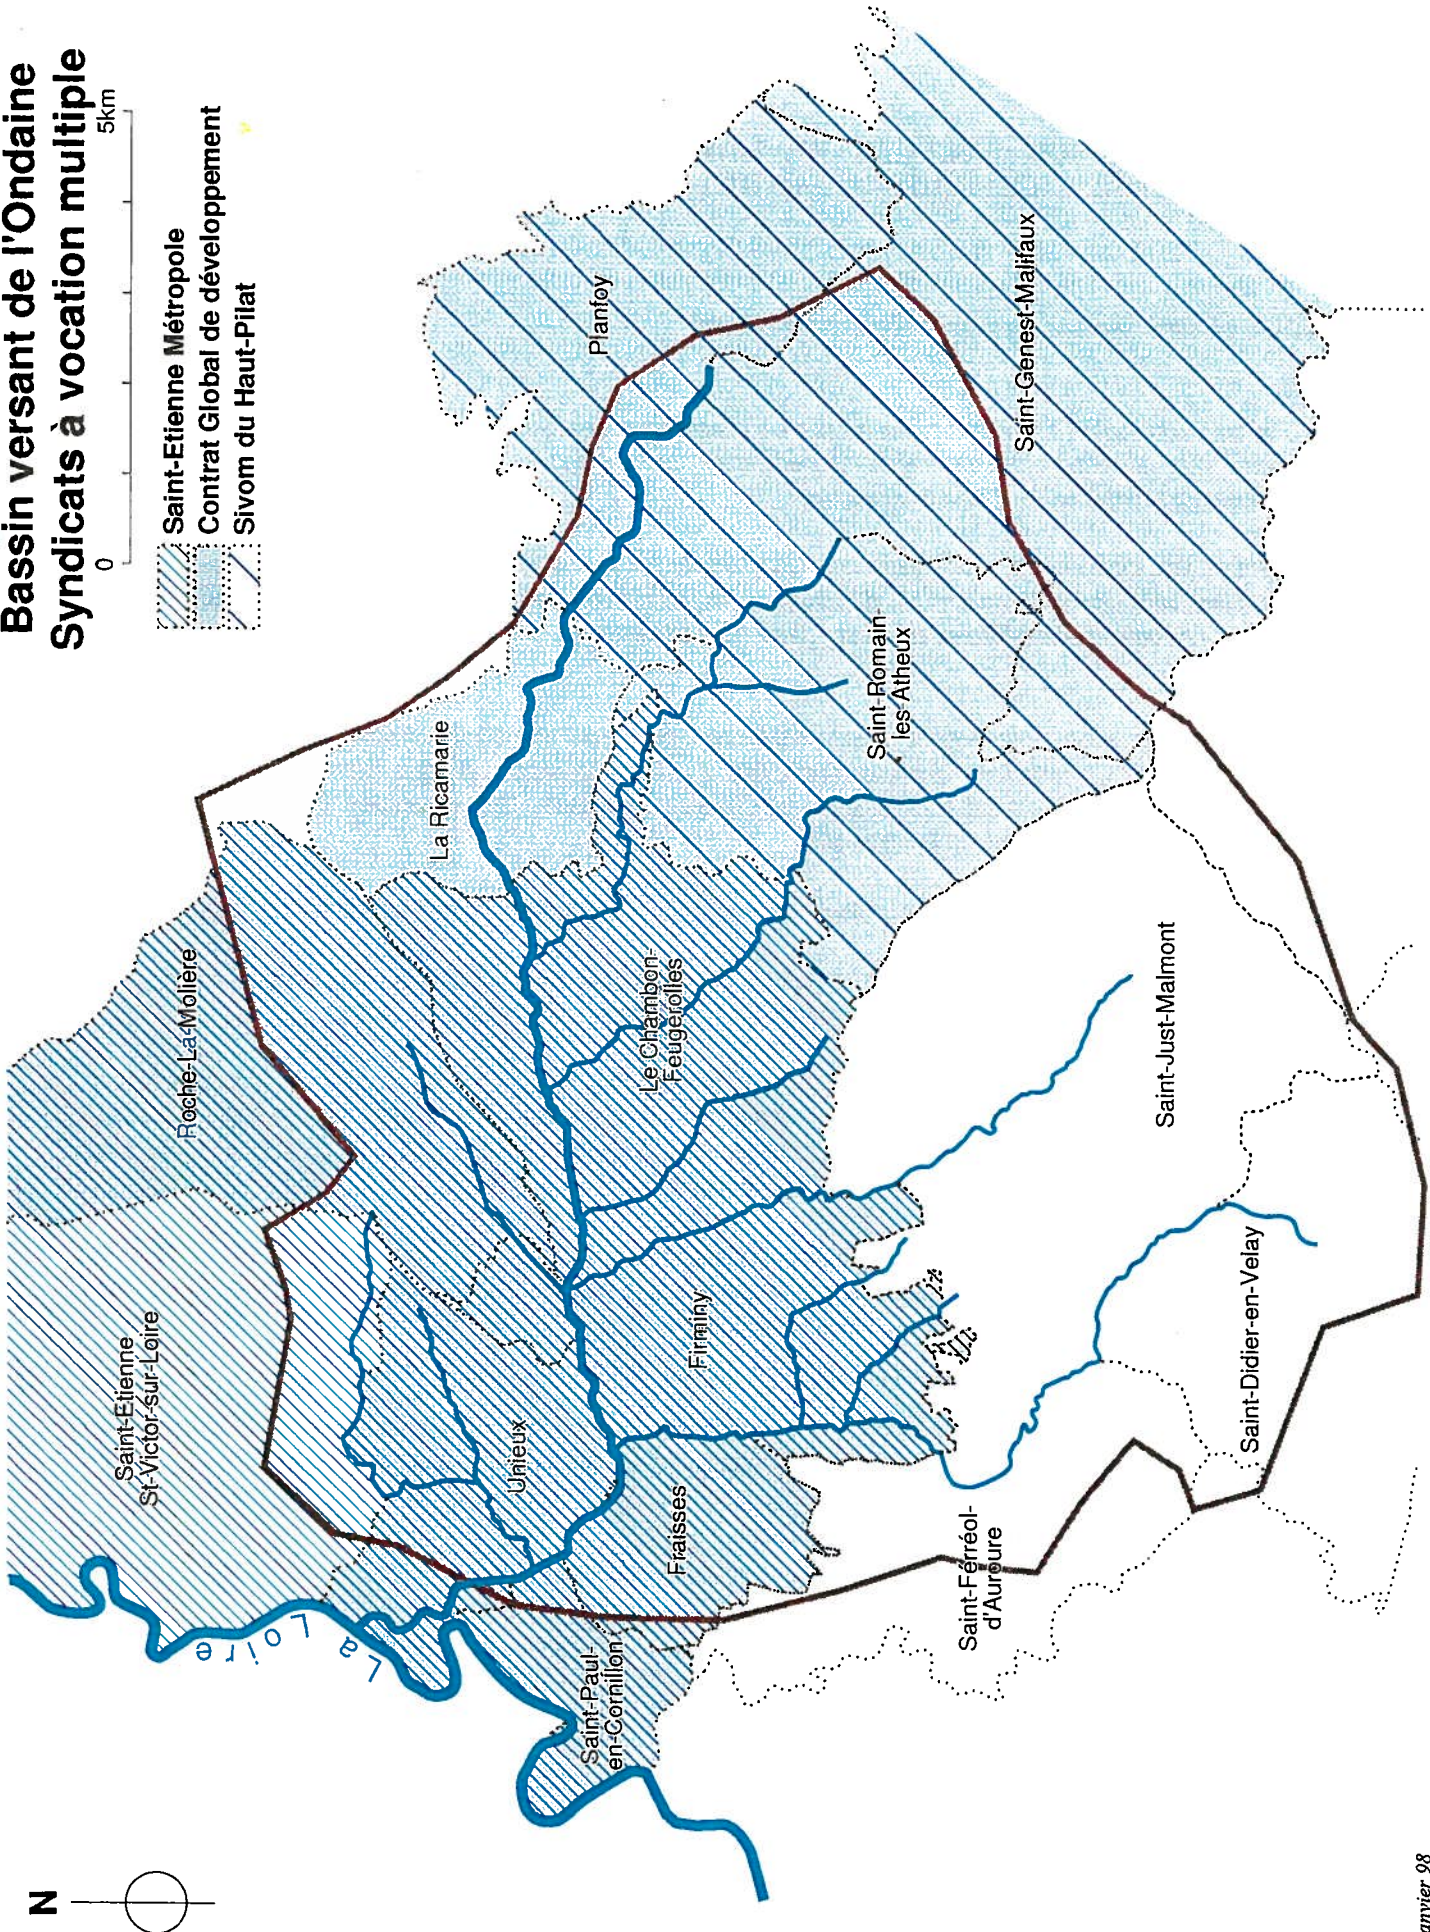 Bassin versant de l'Ondaine
Syndicats à vocation multiple
0
5km
Saint-Etienne Métropole
Contrat Global de développement
Sivom du Haut-Pilat
N
La Loire
Saint-Etienne
St-Victor-sur-Loire
Roche-La-Molière
La Ricamarie
Planfoy
Unieux
Saint-Paul-
en-Cornillon
Fraisses
Firminy
Le Chambon-
Feugerolles
Saint-Romain-
les-Atheux
Saint-Genest-Malifaux
Saint-Férréol-
d'Auroure
Saint-Just-Malmont
Saint-Didier-en-Velay
anvier 98